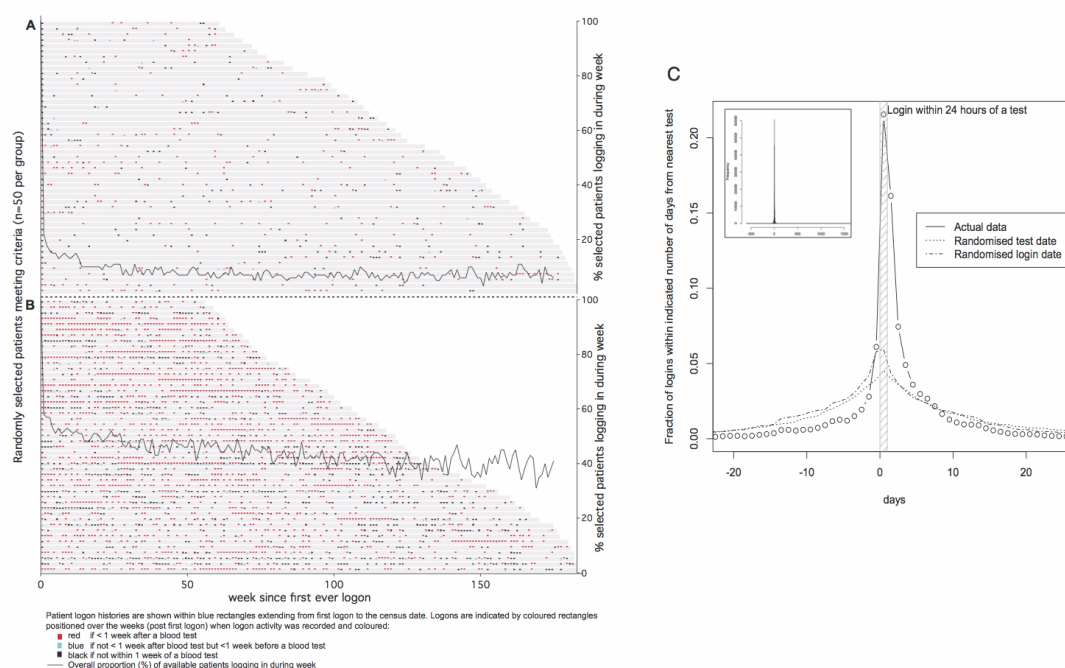 A
Randomly selected patients meeting criteria (n=50 per group)
100
80
60
40
20
% selected patients logging in during week
B
100
80
60
40
20
0
% selected patients logging in during week
0 50 100 150
week since first ever logon
Patient logon histories are shown within blue rectangles extending from first logon to the census date. Logons are indicated by coloured rectangles
positioned over the weeks (post first logon) when logon activity was recorded and coloured:
red if < 1 week after a blood test
blue if not < 1 week after blood test but <1 week before a blood test
black if not within 1 week of a blood test
Overall proportion (%) of available patients logging in during week
C
Fraction of logins within indicated number of days from nearest test
0.20
0.15
0.10
0.05
0.00
Login within 24 hours of a test
Frequency
Actual data
Randomised test date
Randomised login date
-20 -10 0 10 20
days